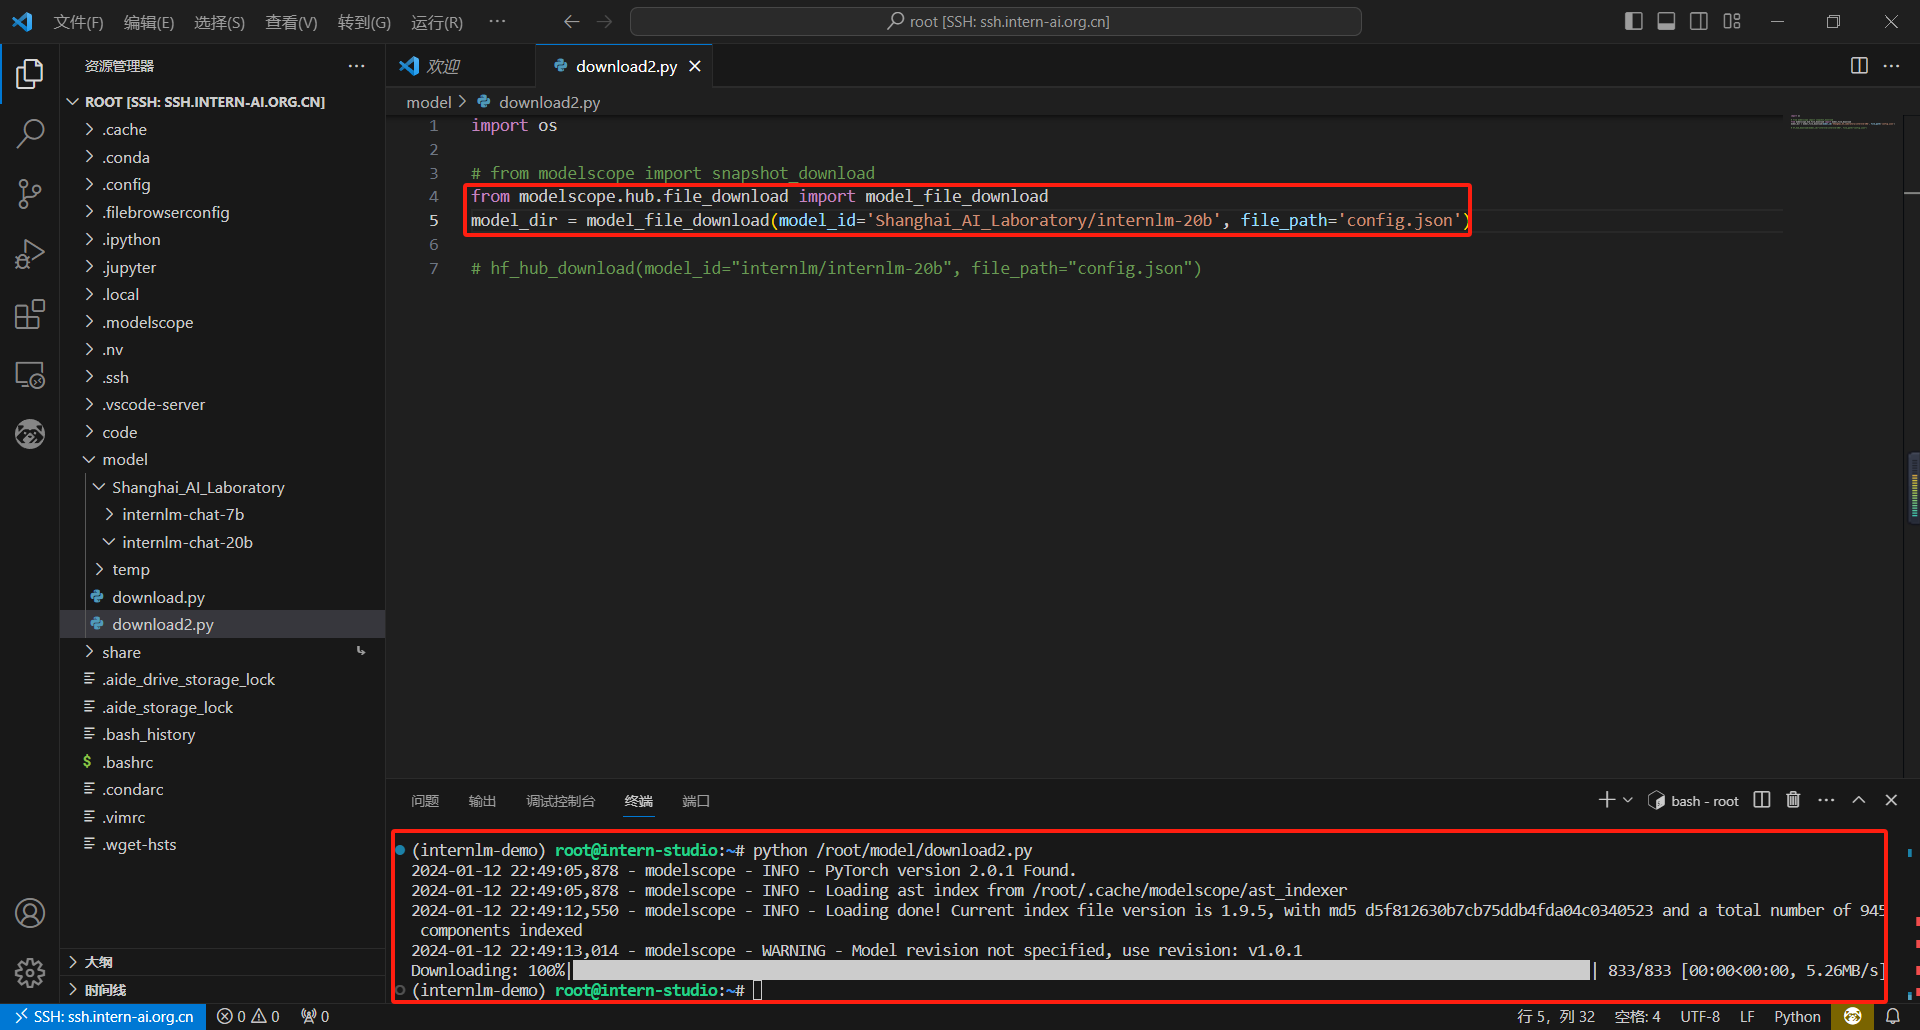 文件(F) 编辑(E) 选择(S) 查看(V) 转到(G) 运行(R) ··· root [SSH: ssh.intern-ai.org.cn]
资源管理器
ROOT [SSH: SSH.INTERN-AI.ORG.CN]
.cache
.conda
.config
.filebrowserconfig
.ipython
.jupyter
.local
.modelscope
.nv
.ssh
.vscode-server
code
model
Shanghai_AI_Laboratory
internlm-chat-7b
internlm-chat-20b
temp
download.py
download2.py
share
.aide_drive_storage_lock
.aide_storage_lock
.bash_history
.bashrc
.condarc
.vimrc
.wget-hsts
大纲
时间线
欢迎 download2.py
model > download2.py
1 import os
2
3 # from modelscope import snapshot_download
4 from modelscope.hub.file_download import model_file_download
5 model_dir = model_file_download(model_id='Shanghai_AI_Laboratory/internlm-20b', file_path='config.json')
6
7 # hf_hub_download(model_id="internlm/internlm-20b", file_path="config.json")
问题 输出 调试控制台 终端 端口 bash - root
(internlm-demo) root@intern-studio:~# python /root/model/download2.py
2024-01-12 22:49:05,878 - modelscope - INFO - PyTorch version 2.0.1 Found.
2024-01-12 22:49:05,878 - modelscope - INFO - Loading ast index from /root/.cache/modelscope/ast_indexer
2024-01-12 22:49:12,550 - modelscope - INFO - Loading done! Current index file version is 1.9.5, with md5 d5f812630b7cb75ddb4fda04c0340523 and a total number of 945
components indexed
2024-01-12 22:49:13,014 - modelscope - WARNING - Model revision not specified, use revision: v1.0.1
Downloading: 100%| | 833/833 [00:00<00:00, 5.26MB/s]
(internlm-demo) root@intern-studio:~#
SSH: ssh.intern-ai.org.cn 0 0 0 行 5，列 32 空格: 4 UTF-8 LF Python